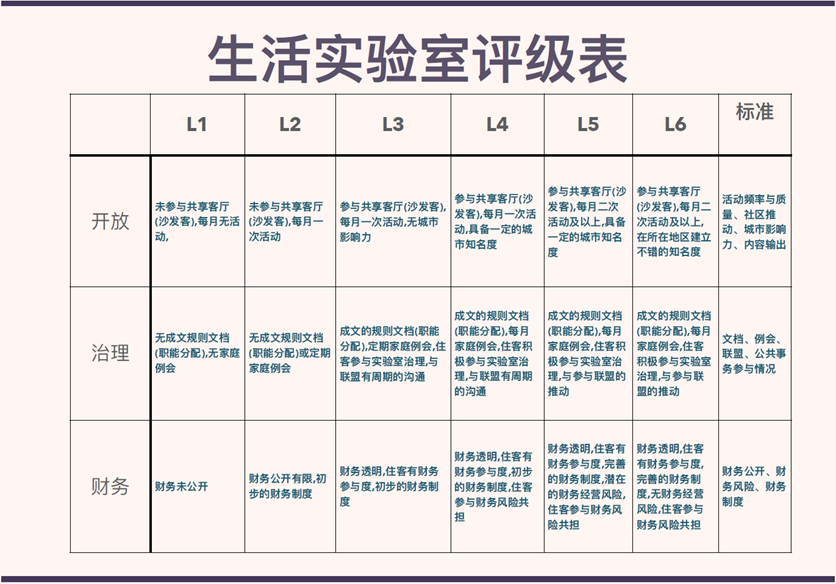 生活实验室评级表
L1
L2
L3
L4
L5
L6
标准
开放
未参与共享客厅
(沙发客),每月无活
动,
未参与共享客厅
(沙发客),每月一
次活动
参与共享客厅(沙发客),
每月一次活动,无城市
影响力
参与共享客厅(沙发
客),每月一次活
动,具备一定的城
市知名度
参与共享客厅(沙
发客),每月二次
活动及以上,具备
一定的城市知名
度
参与共享客厅(沙
发客),每月二
次活动及以上,
在所在地区建立
不错的知名度
活动频率与质
量、社区推
动、城市影响
力、内容输出
治理
无成文规则文档
(职能分配),无家庭
例会
无成文规则文档
(职能分配)或定期
家庭例会
成文的规则文档(职能
分配),定期家庭例会,住
客参与实验室治理,与
联盟有周期的沟通
成文的规则文档
(职能分配),每月
家庭例会,住客积
极参与实验室治
理,与联盟有周期
的沟通
成文的规则文档
(职能分配),每月
家庭例会,住客积
极参与实验室治
理,与参与联盟的
推动
成文的规则文档
(职能分配),每月
家庭例会,住客
积极参与实验室
治理,与参与联
盟的推动
文档、例会、
联盟、公共事
务参与情况
财务
财务未公开
财务公开有限,初
步的财务制度
财务透明,住客有财务
参与度,初步的财务制
度
财务透明,住客有
财务参与度,初步
的财务制度,住客
参与财务风险共
担
财务透明,住客有
财务参与度,完善
的财务制度,潜在
的财务经营风险,
住客参与财务风
险共担
财务透明,住客
有财务参与度,
完善的财务制
度,无财务经营
风险,住客参与
财务风险共担
财务公开、财
务风险、财务
制度